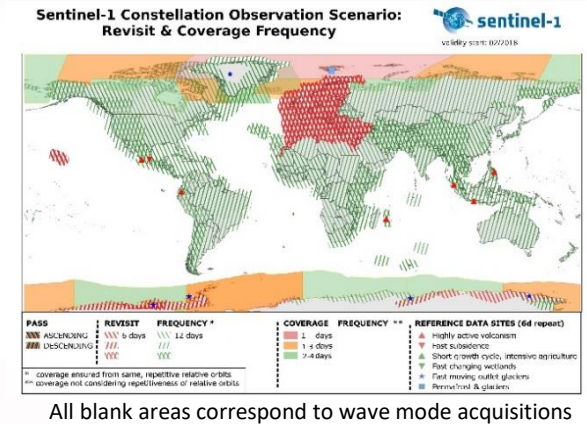 Sentinel-1 Constellation Observation Scenario:
Revisit & Coverage Frequency
sentinel-1
validity start: 02/2018
PASS
ASCENDING
DESCENDING
REVISIT FREQUENCY *
6 days 12 days
* coverage ensured from same, repetitive relative orbits
** coverage not considering repetitiveness of relative orbits
COVERAGE FREQUENCY **
1 days
1-3 days
2-4 days
REFERENCE DATA SITES (6d repeat)
Highly active volcanism
Fast subsidence
Short growth cycle, intensive agriculture
Fast changing wetlands
Fast moving outlet glaciers
Permafrost & glaciers
All blank areas correspond to wave mode acquisitions